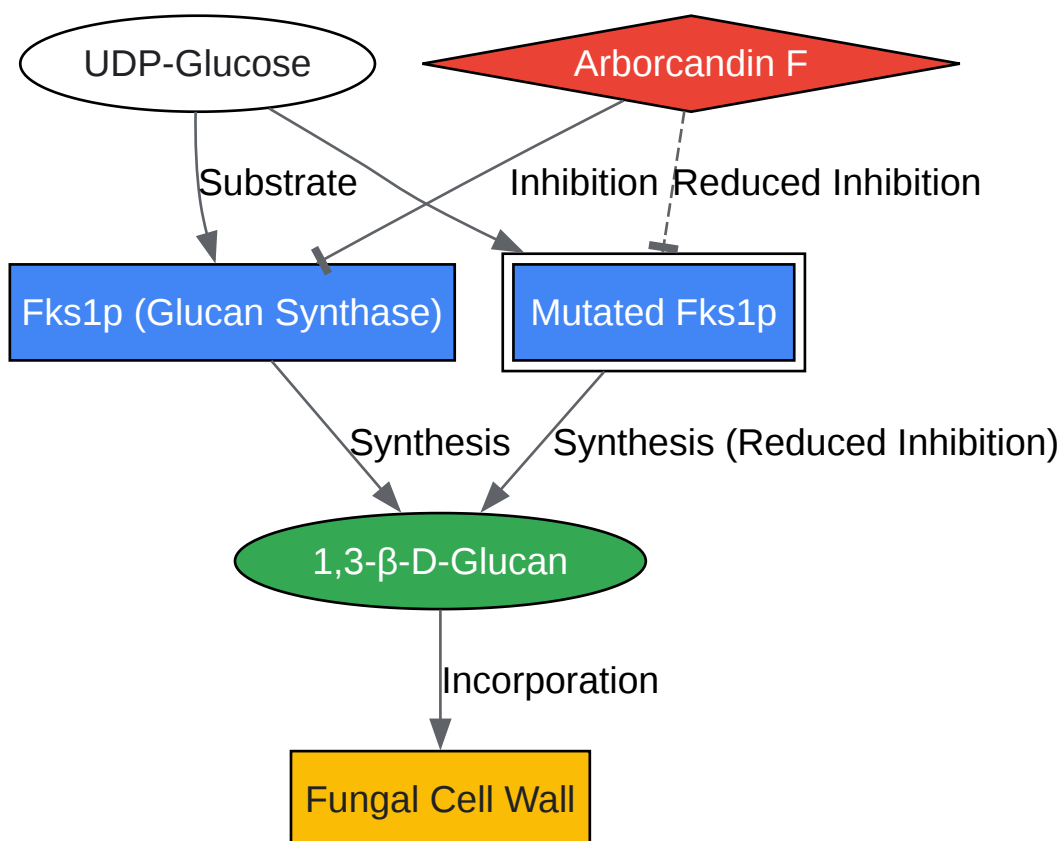 UDP-Glucose
Arborcandin F
Substrate
Inhibition
Reduced Inhibition
Fks1p (Glucan Synthase)
Mutated Fks1p
Synthesis
Synthesis (Reduced Inhibition)
1,3-β-D-Glucan
Incorporation
Fungal Cell Wall